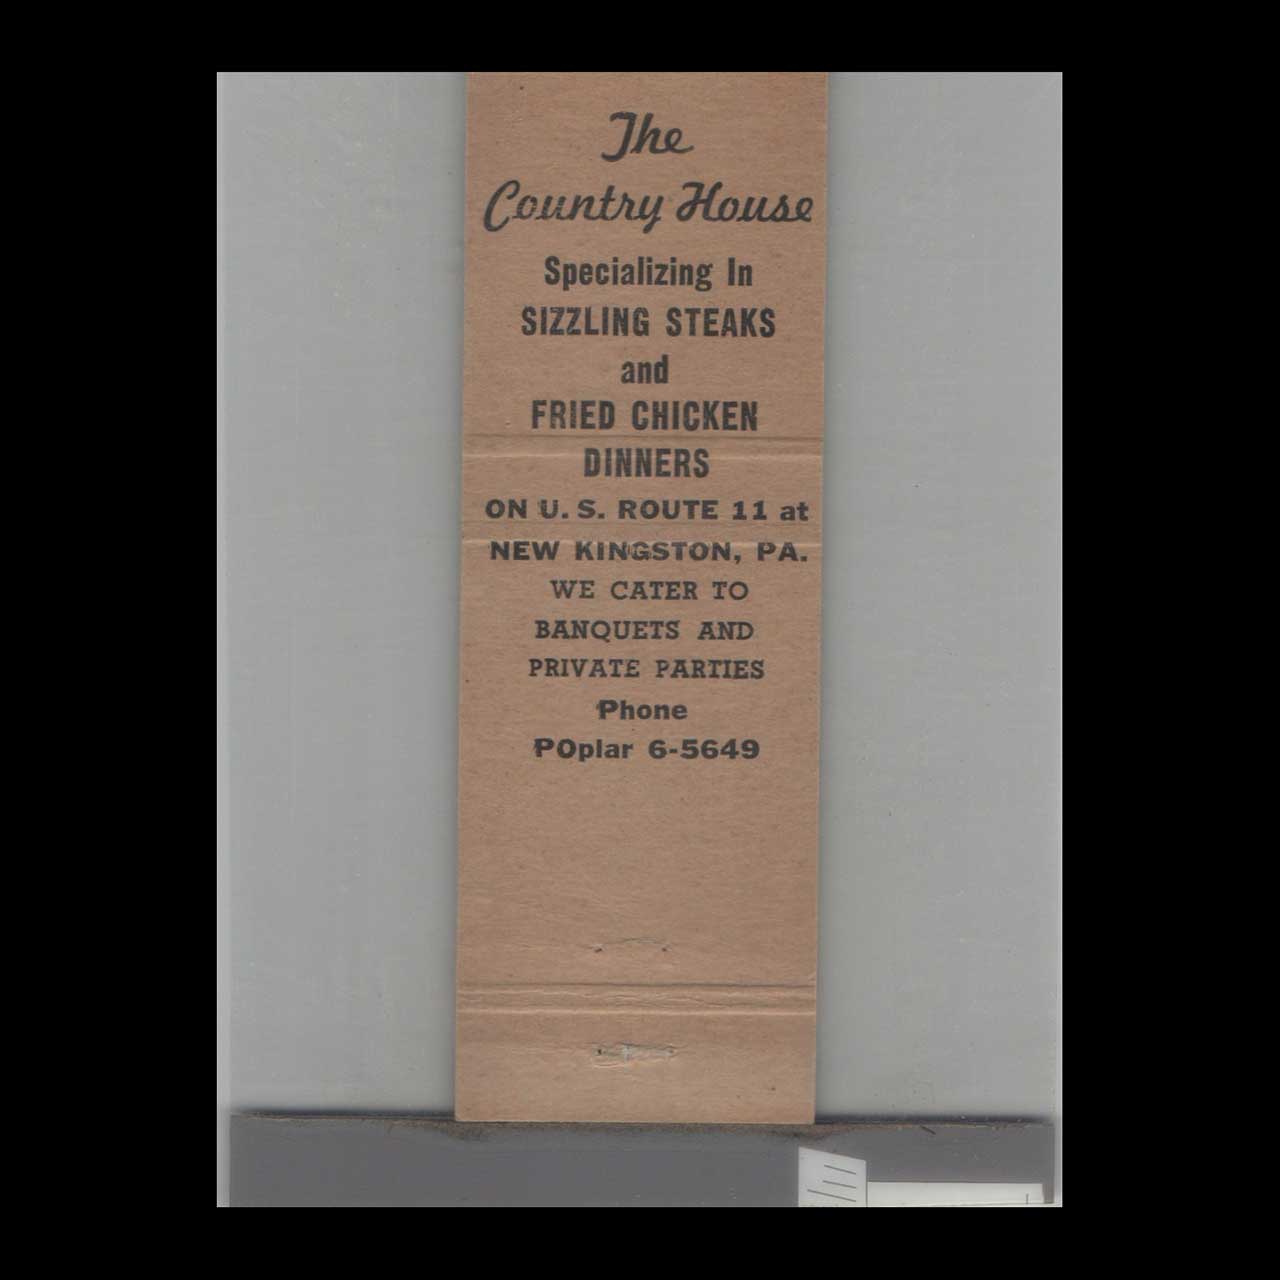 The
Country House
Specializing In
SIZZLING STEAKS
and
FRIED CHICKEN
DINNERS
ON U. S. ROUTE 11 at
NEW KINGSTON, PA.
WE CATER TO
BANQUETS AND
PRIVATE PARTIES
Phone
POplar 6-5649